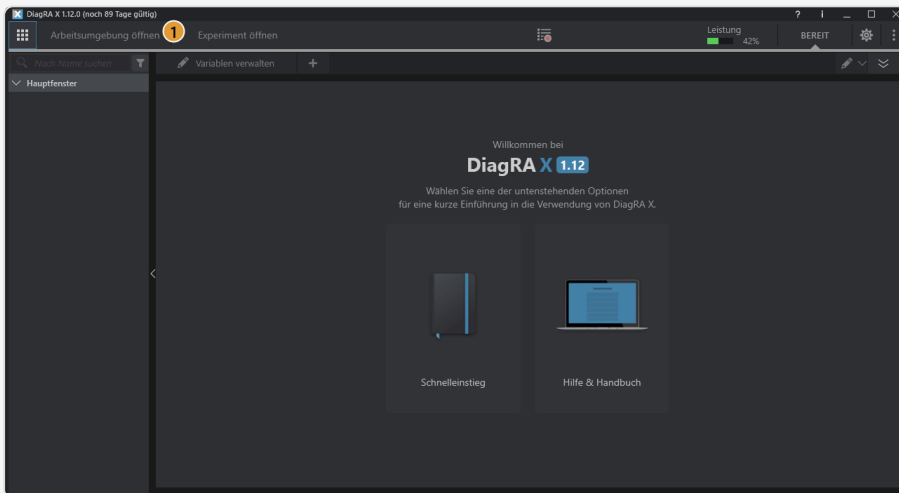 DiagRA X 1.12.0 (noch 89 Tage gültig)
? i
Arbeitsumgebung öffnen 1 Experiment öffnen
Leistung
42%
BEREIT
Nach Name suchen
Variablen verwalten +
Hauptfenster
Willkommen bei
DiagRA X 1.12
Wählen Sie eine der untenstehenden Optionen
für eine kurze Einführung in die Verwendung von DiagRA X.
Schnelleinstieg
Hilfe & Handbuch